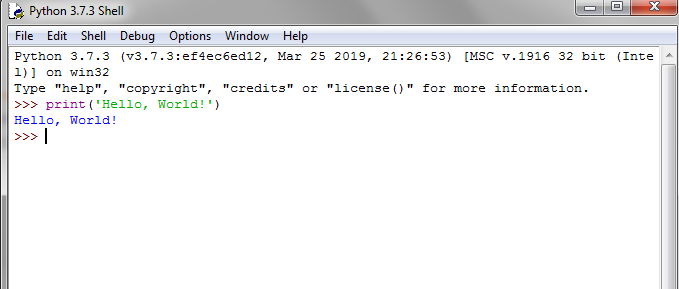 Python 3.7.3 Shell
File Edit Shell Debug Options Window Help
Python 3.7.3 (v3.7.3:ef4ec6ed12, Mar 25 2019, 21:26:53) [MSC v.1916 32 bit (Inte
l)] on win32
Type "help", "copyright", "credits" or "license()" for more information.
>>> print('Hello, World!')
Hello, World!
>>>